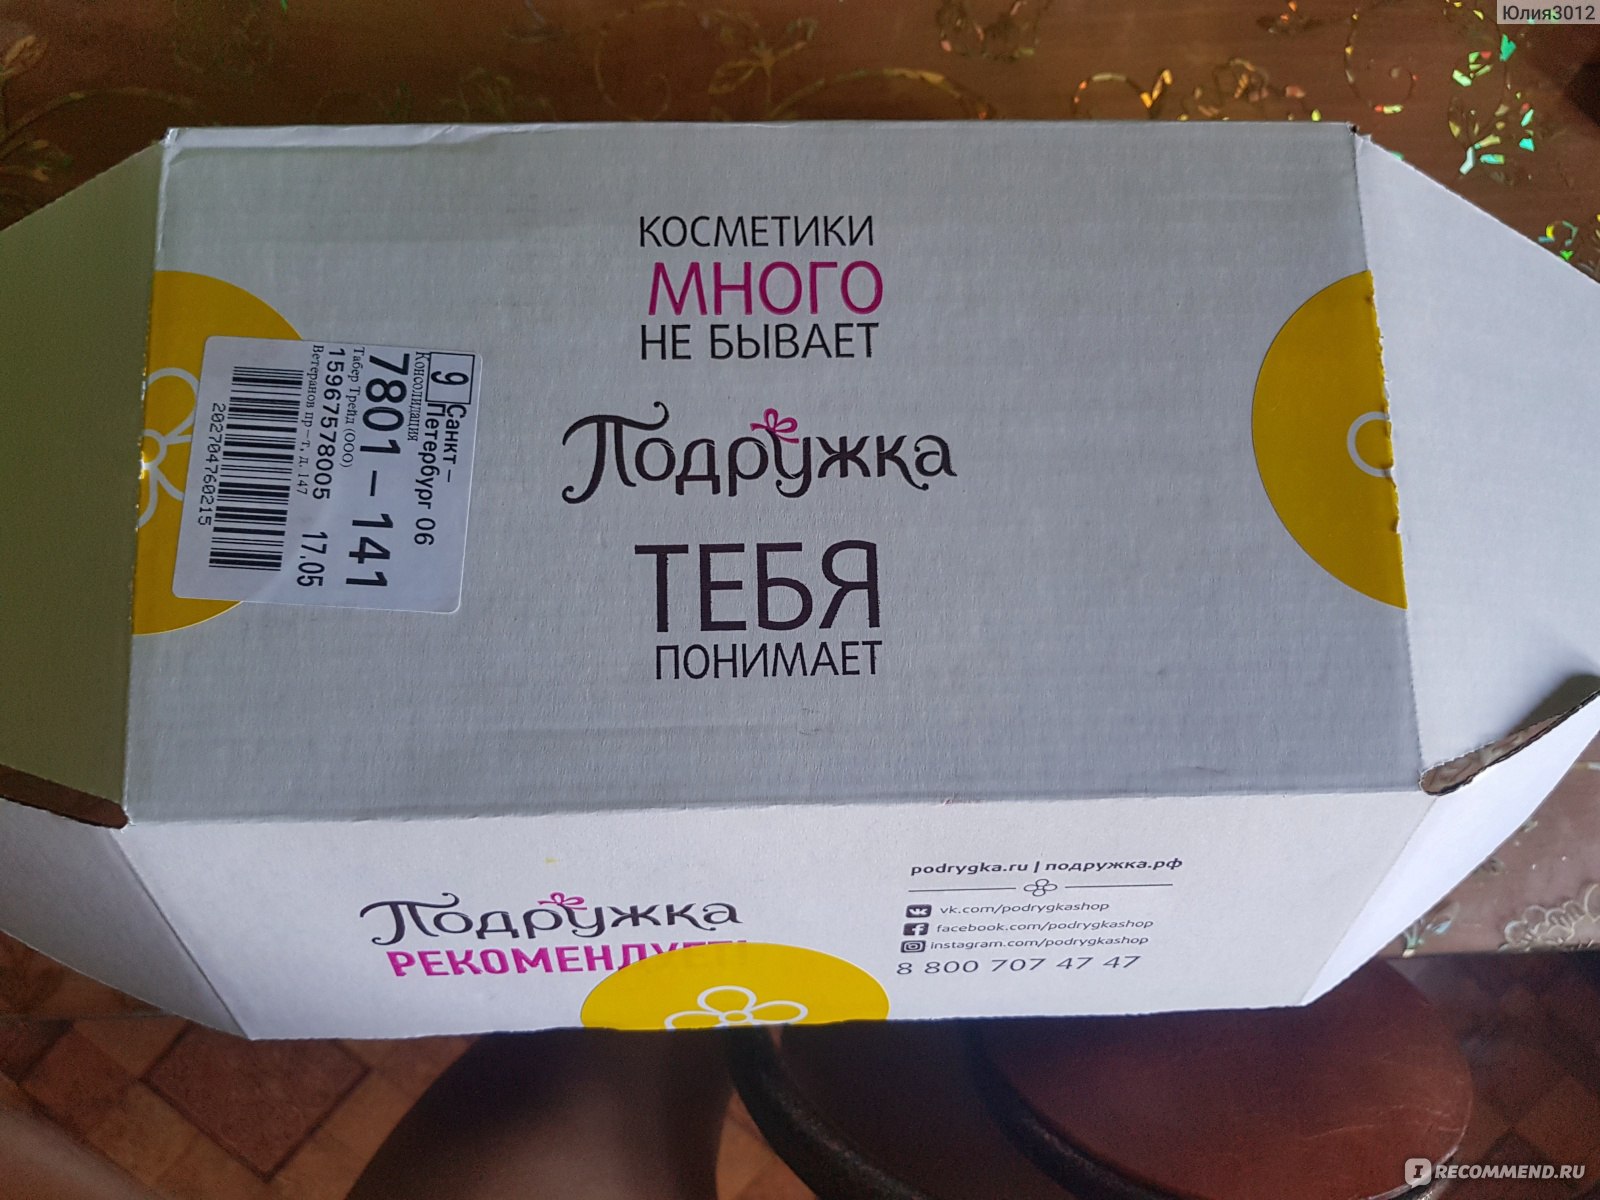 Юлия3012
КОСМЕТИКИ
МНОГО
НЕ БЫВАЕТ
Подружка
ТЕБЯ
ПОНИМАЕТ
9
Санкт-
Петербург 06
Консолидация
7801-141
Табер Трейд (ООО)
15967578005 17.05
Ветеранов пр-т, д. 147
202704760215
Подружка
РЕКОМЕНДУЕТ!
podrygka.ru | подружка.рф
vk.com/podrygkashop
facebook.com/podrygkashop
instagram.com/podrygkashop
8 800 707 47 47
IRECOMMEND.RU